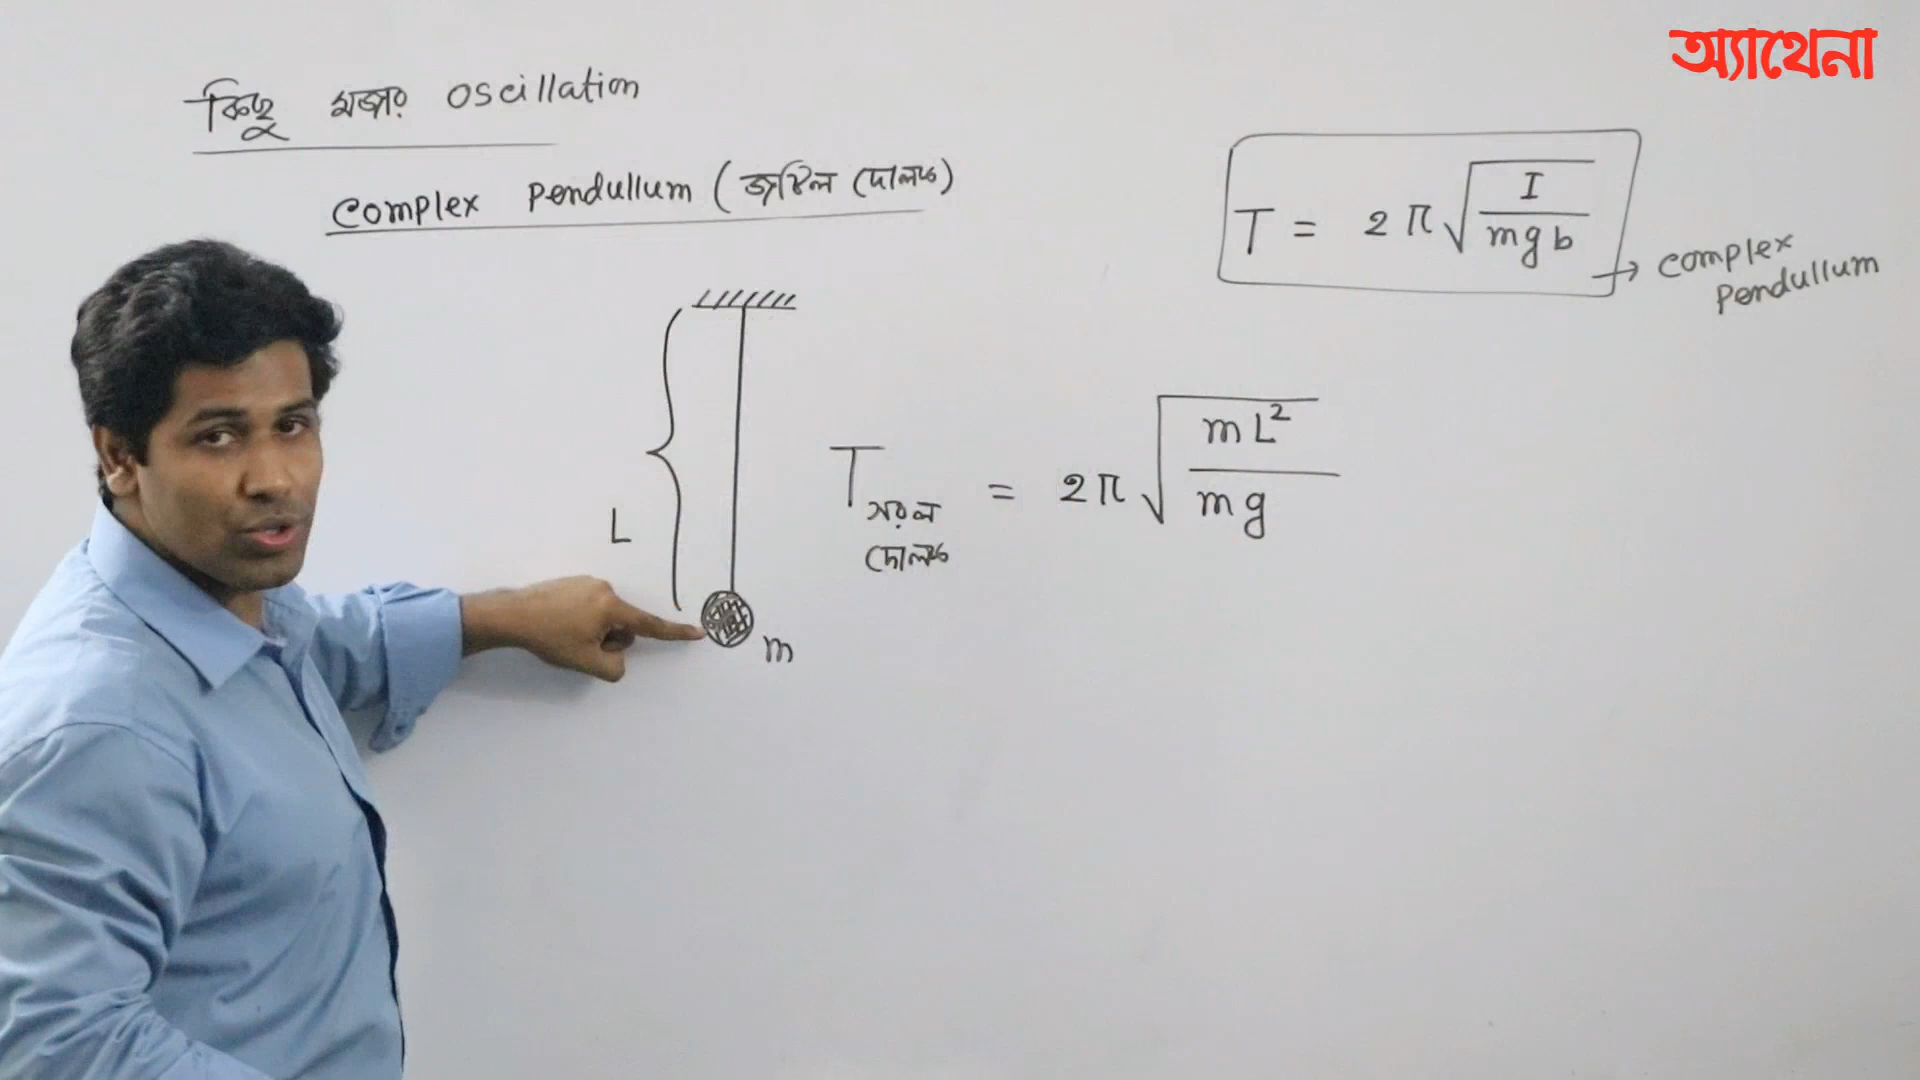 অ্যাথেনা
কিছু মজার oscillation
complex pendullum (জটিল দোলক)
T = 2π√(I/mgb)
→ complex
pendullum
L
m
T সরল দোলক = 2π√(mL²/mg)